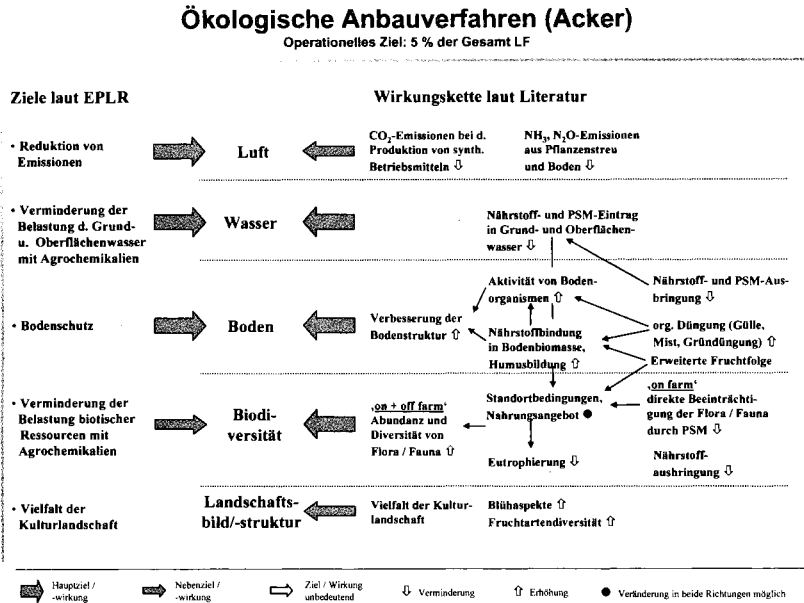 Ökologische Anbauverfahren (Acker)
Operationelles Ziel: 5 % der Gesamt LF
Ziele laut EPLR
Wirkungskette laut Literatur
• Reduktion von
Emissionen
Luft
CO₂-Emissionen bei d.
Produktion von synth.
Betriebsmitteln ⇩
NH₃, N₂O-Emissionen
aus Pflanzenstreu
und Boden ⇩
• Verminderung der
Belastung d. Grund-
u. Oberflächenwasser
mit Agrochemikalien
Wasser
Nährstoff- und PSM-Eintrag
in Grund- und Oberflächen-
wasser ⇩
• Bodenschutz
Boden
Verbesserung der
Bodenstruktur ⇧
Aktivität von Boden-
organismen ⇧
Nährstoffbindung
in Bodenbiomasse,
Humusbildung ⇧
Nährstoff- und PSM-Aus-
bringung ⇩
org. Düngung (Gülle,
Mist, Gründüngung) ⇧
Erweiterte Fruchtfolge
• Verminderung der
Belastung biotischer
Ressourcen mit
Agrochemikalien
Biodi-
versität
‚on + off farm‘
Abundanz und
Diversität von
Flora / Fauna ⇧
Standortbedingungen,
Nahrungsangebot ●
Eutrophierung ⇩
‚on farm‘
direkte Beeinträchti-
gung der Flora / Fauna
durch PSM ⇩
Nährstoff-
ausbringung ⇩
• Vielfalt der
Kulturlandschaft
Landschafts-
bild/-struktur
Vielfalt der Kultur-
landschaft
Blühaspekte ⇧
Fruchtartendiversität ⇧
Hauptziel /
-wirkung
Nebenziel /
-wirkung
Ziel / Wirkung
unbedeutend
⇩ Verminderung
⇧ Erhöhung
● Veränderung in beide Richtungen möglich